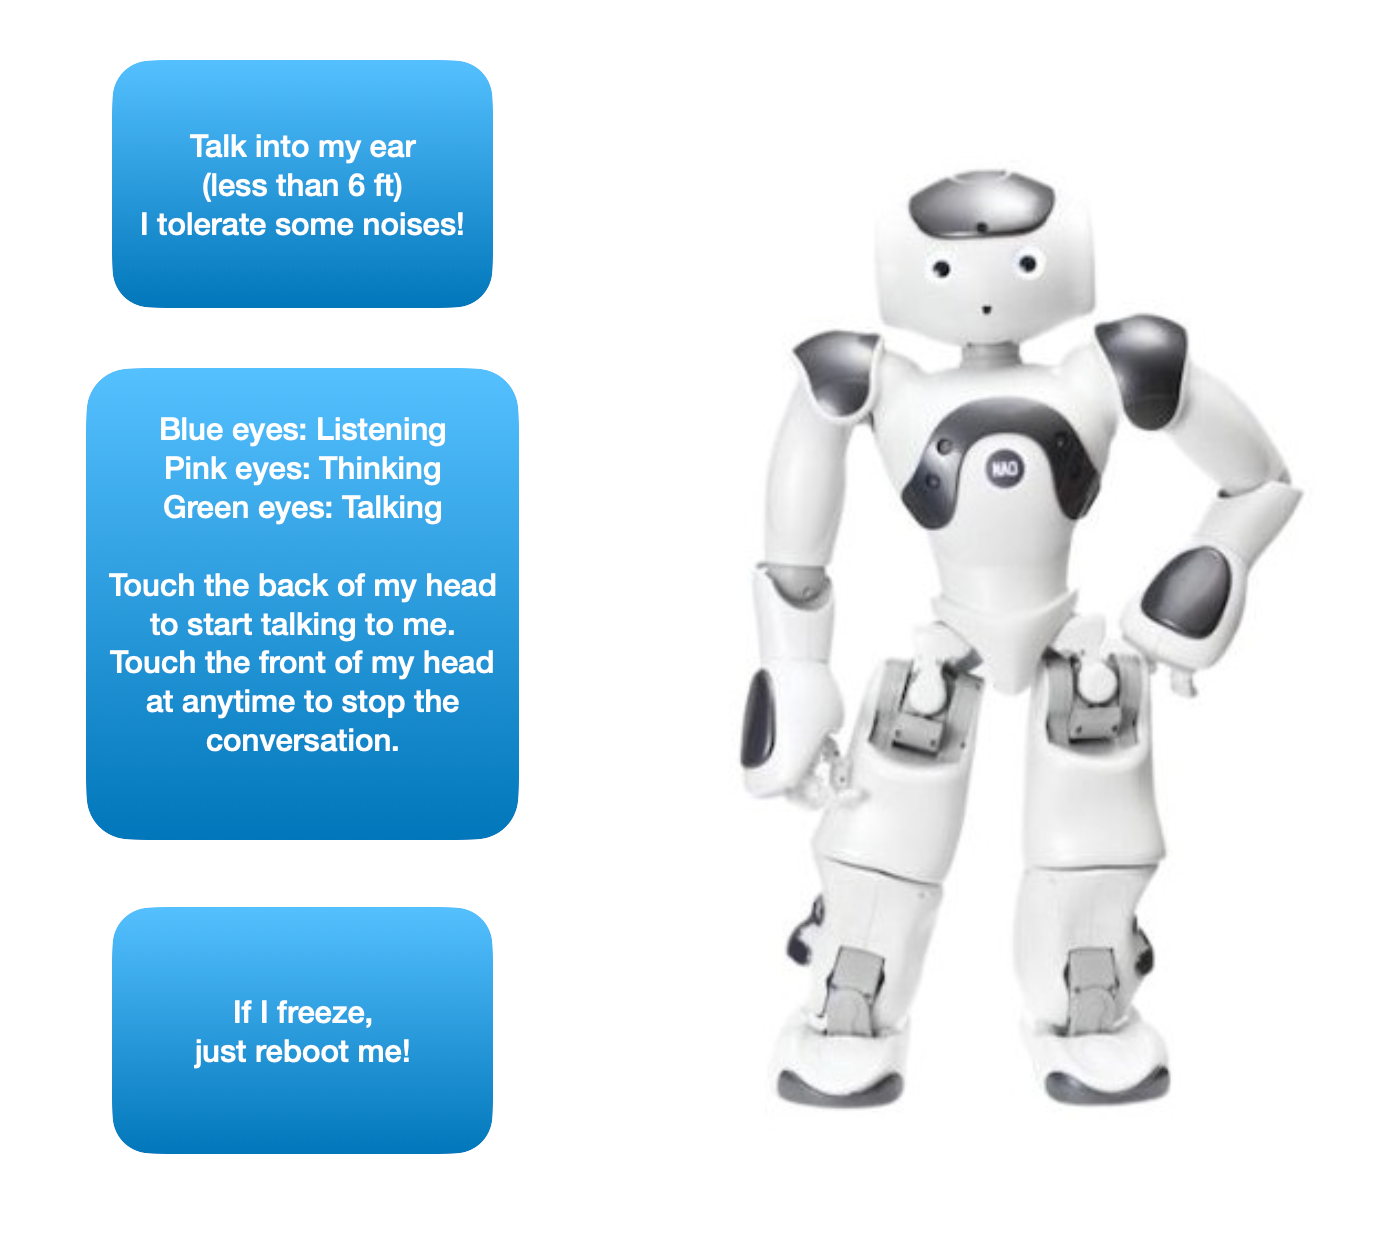 Talk into my ear
(less than 6 ft)
I tolerate some noises!
Blue eyes: Listening
Pink eyes: Thinking
Green eyes: Talking
Touch the back of my head
to start talking to me.
Touch the front of my head
at anytime to stop the
conversation.
If I freeze,
just reboot me!
NAO